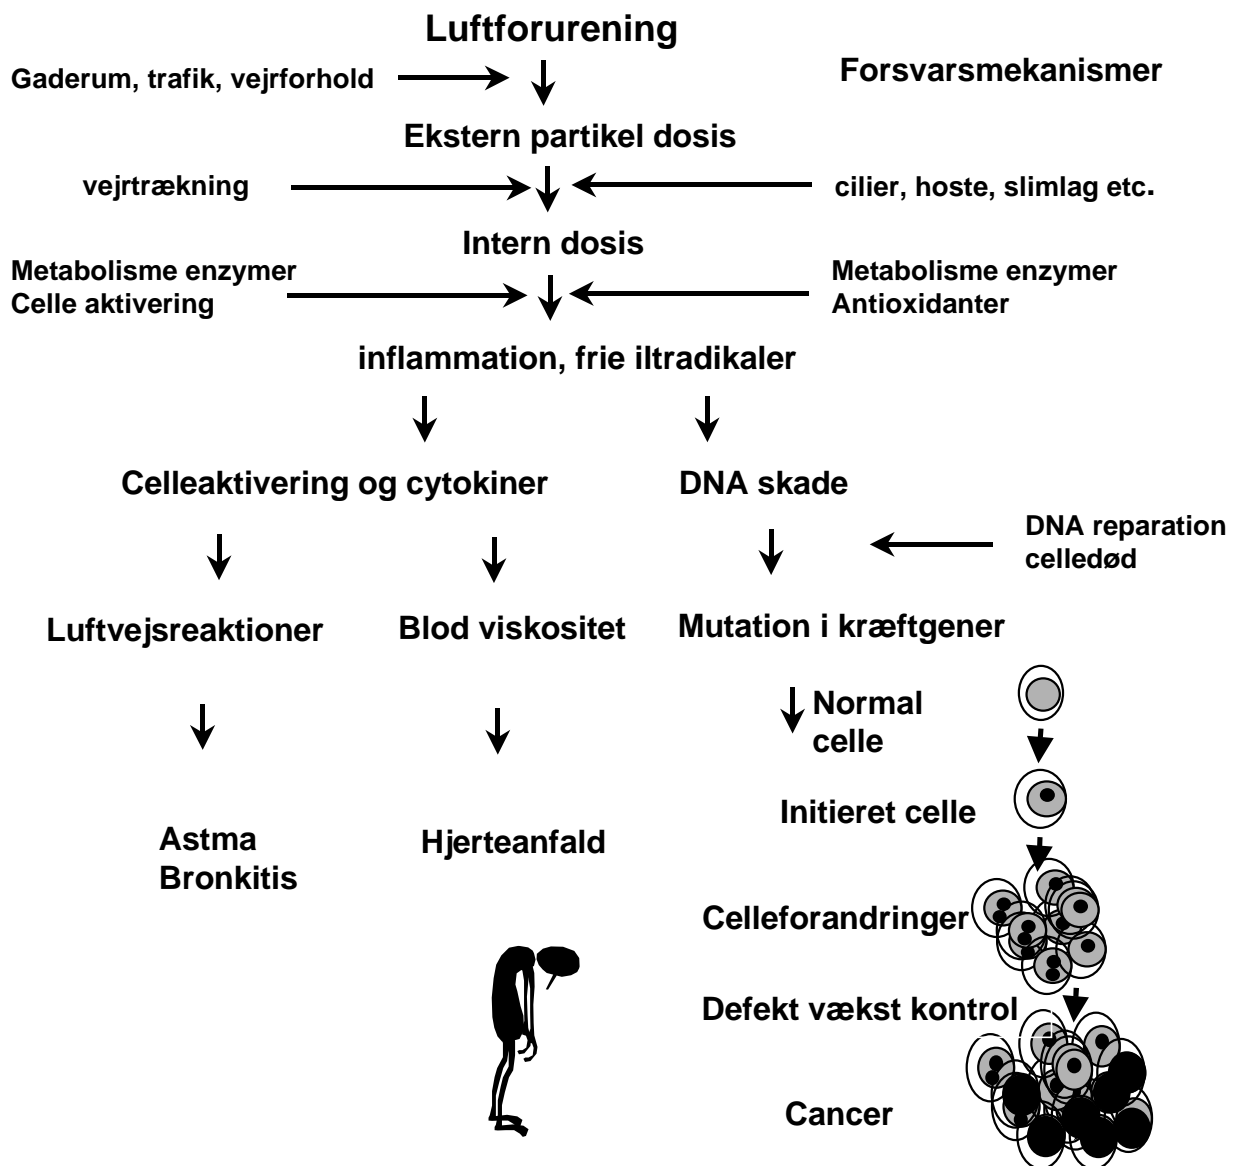 Luftforurening
Gaderum, trafik, vejrforhold
Forsvarsmekanismer
Ekstern partikel dosis
vejrtrækning
cilier, hoste, slimlag etc.
Intern dosis
Metabolisme enzymer
Celle aktivering
Metabolisme enzymer
Antioxidanter
inflammation, frie iltradikaler
Celleaktivering og cytokiner
DNA skade
DNA reparation
celledød
Luftvejsreaktioner
Blod viskositet
Mutation i kræftgener
Normal
celle
Initieret celle
Astma
Bronkitis
Hjerteanfald
Celleforandringer
Defekt vækst kontrol
Cancer